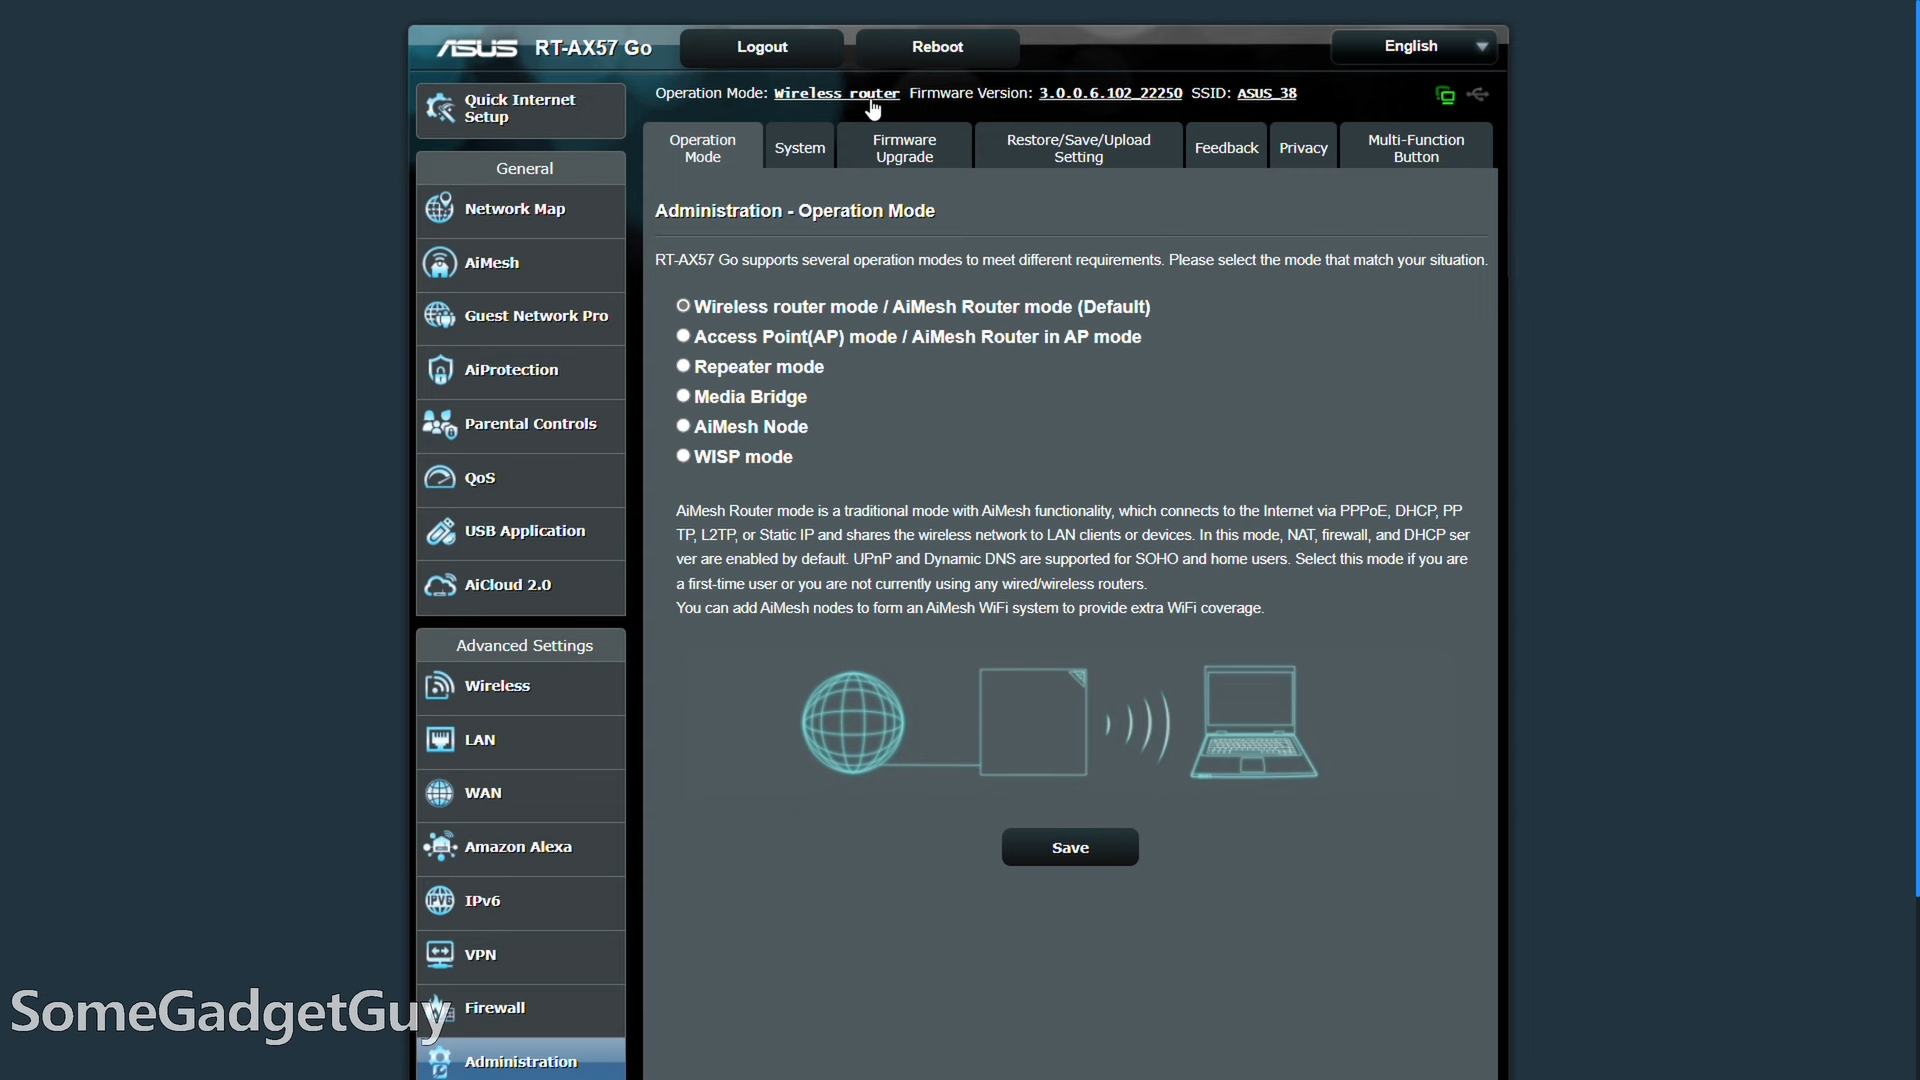 ASUS RT-AX57 Go Logout Reboot English
Quick Internet
Setup
Operation Mode: Wireless router Firmware Version: 3.0.0.6.102_22250 SSID: ASUS_38
Operation
Mode
System
Firmware
Upgrade
Restore/Save/Upload
Setting
Feedback
Privacy
Multi-Function
Button
General
Network Map
AiMesh
Guest Network Pro
AiProtection
Parental Controls
QoS
USB Application
AiCloud 2.0
Advanced Settings
Wireless
LAN
WAN
Amazon Alexa
IPv6
IPV6
VPN
Firewall
Administration
Administration - Operation Mode
RT-AX57 Go supports several operation modes to meet different requirements. Please select the mode that match your situation.
Wireless router mode / AiMesh Router mode (Default)
Access Point(AP) mode / AiMesh Router in AP mode
Repeater mode
Media Bridge
AiMesh Node
WISP mode
AiMesh Router mode is a traditional mode with AiMesh functionality, which connects to the Internet via PPPoE, DHCP, PP
TP, L2TP, or Static IP and shares the wireless network to LAN clients or devices. In this mode, NAT, firewall, and DHCP ser
ver are enabled by default. UPnP and Dynamic DNS are supported for SOHO and home users. Select this mode if you are
a first-time user or you are not currently using any wired/wireless routers.
You can add AiMesh nodes to form an AiMesh WiFi system to provide extra WiFi coverage.
Save
SomeGadgetGuy